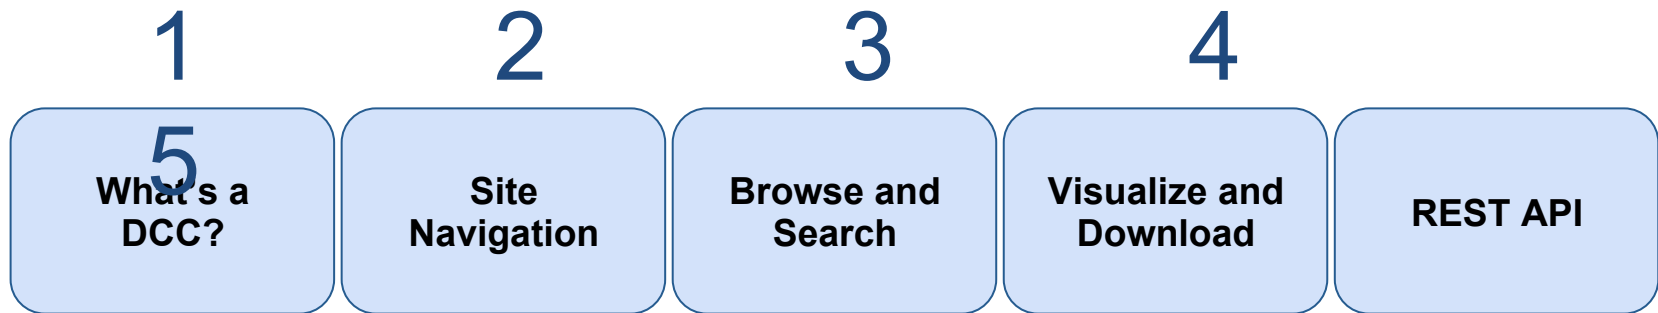 1 2 3 4
5
What's a
DCC?
Site
Navigation
Browse and
Search
Visualize and
Download
REST API